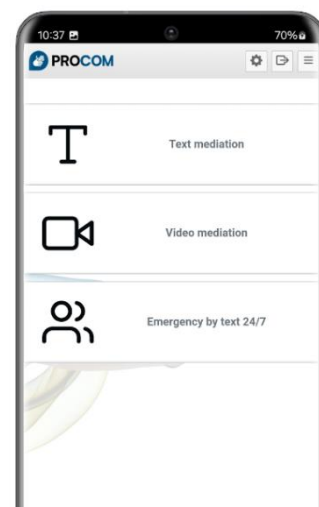 10:37
70%
PROCOM
Text mediation
Video mediation
Emergency by text 24/7